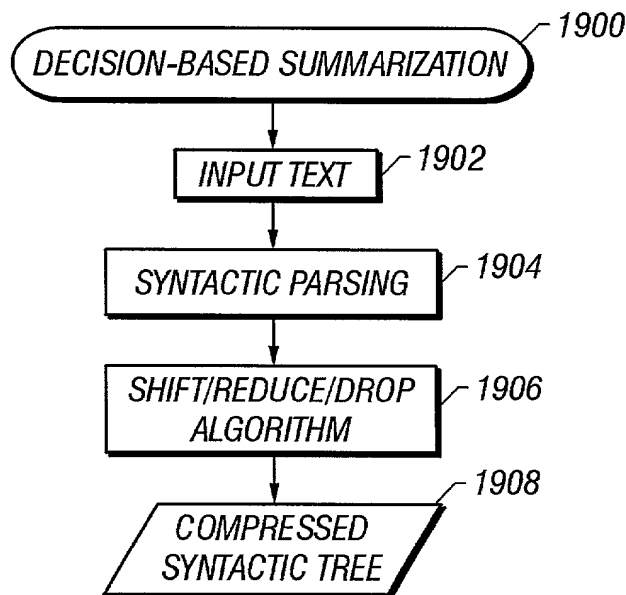 1900
DECISION-BASED SUMMARIZATION
INPUT TEXT
1902
SYNTACTIC PARSING
1904
SHIFT/REDUCE/DROP
ALGORITHM
1906
1908
COMPRESSED
SYNTACTIC TREE